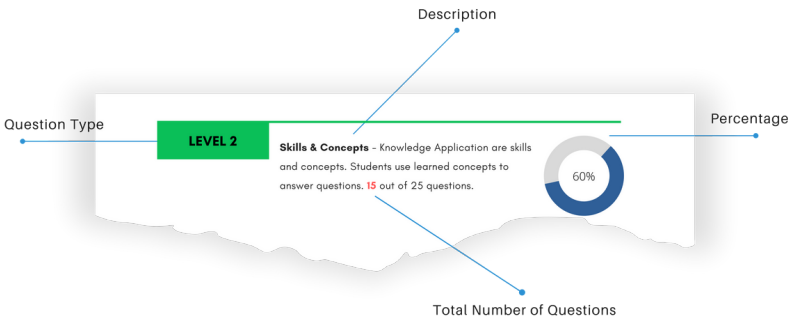 Description
Question Type
Percentage
LEVEL 2
Skills & Concepts - Knowledge Application are skills
and concepts. Students use learned concepts to
answer questions. 15 out of 25 questions.
60%
Total Number of Questions